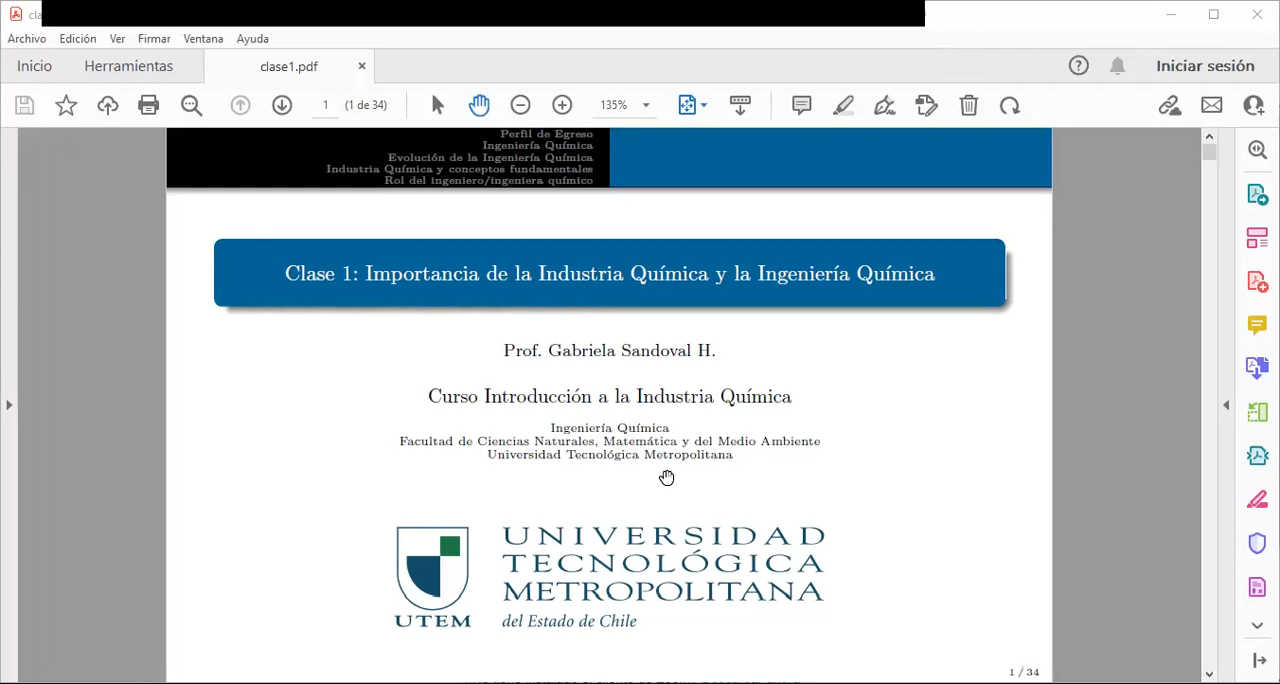 cla
Archivo Edición Ver Firmar Ventana Ayuda
Inicio Herramientas clase1.pdf × Iniciar sesión
1 (1 de 34) 135%
Perfil de Egreso
Ingeniería Química
Evolución de la Ingeniería Química
Industria Química y conceptos fundamentales
Rol del ingeniero/ingeniera químico
Clase 1: Importancia de la Industria Química y la Ingeniería Química
Prof. Gabriela Sandoval H.
Curso Introducción a la Industria Química
Ingeniería Química
Facultad de Ciencias Naturales, Matemática y del Medio Ambiente
Universidad Tecnológica Metropolitana
UNIVERSIDAD
TECNOLÓGICA
METROPOLITANA
UTEM del Estado de Chile
1 / 34